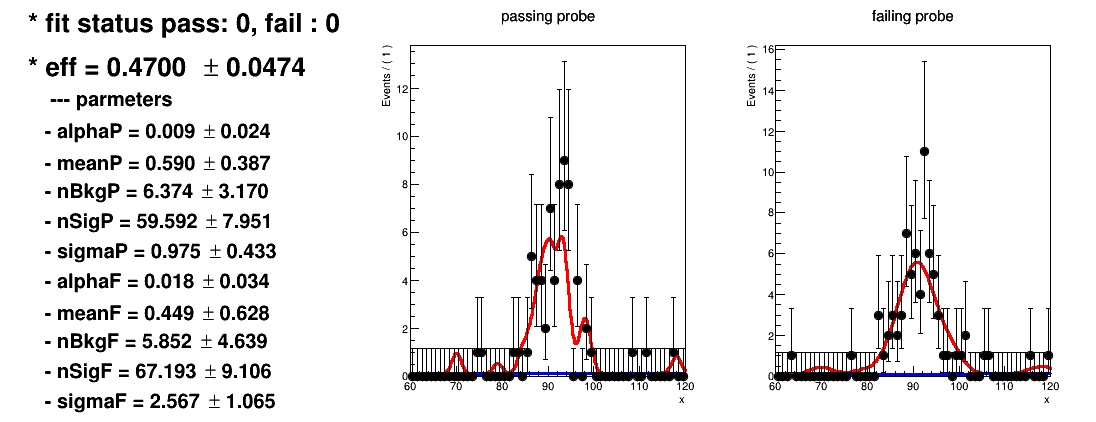 * fit status pass: 0, fail : 0
* eff = 0.4700 ± 0.0474
--- parmeters
- alphaP = 0.009 ± 0.024
- meanP = 0.590 ± 0.387
- nBkgP = 6.374 ± 3.170
- nSigP = 59.592 ± 7.951
- sigmaP = 0.975 ± 0.433
- alphaF = 0.018 ± 0.034
- meanF = 0.449 ± 0.628
- nBkgF = 5.852 ± 4.639
- nSigF = 67.193 ± 9.106
- sigmaF = 2.567 ± 1.065
passing probe
Events / ( 1 )
12
10
8
6
4
2
0
60 70 80 90 100 110 120
x
failing probe
Events / ( 1 )
16
14
12
10
8
6
4
2
0
60 70 80 90 100 110 120
x